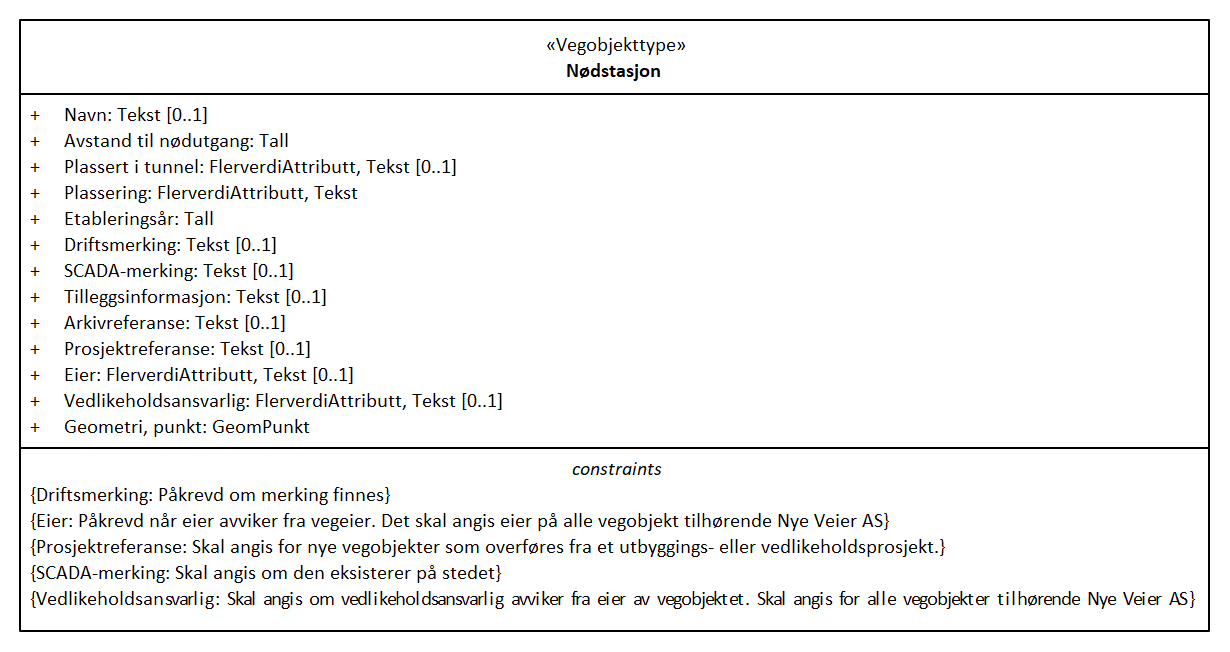 «Vegobjekttype»
Nødstasjon
+ Navn: Tekst [0..1]
+ Avstand til nødutgang: Tall
+ Plassert i tunnel: FlerverdiAttributt, Tekst [0..1]
+ Plassering: FlerverdiAttributt, Tekst
+ Etableringsår: Tall
+ Driftsmerking: Tekst [0..1]
+ SCADA-merking: Tekst [0..1]
+ Tilleggsinformasjon: Tekst [0..1]
+ Arkivreferanse: Tekst [0..1]
+ Prosjektreferanse: Tekst [0..1]
+ Eier: FlerverdiAttributt, Tekst [0..1]
+ Vedlikeholdsansvarlig: FlerverdiAttributt, Tekst [0..1]
+ Geometri, punkt: GeomPunkt
constraints
{Driftsmerking: Påkrevd om merking finnes}
{Eier: Påkrevd når eier avviker fra vegeier. Det skal angis eier på alle vegobjekt tilhørende Nye Veier AS}
{Prosjektreferanse: Skal angis for nye vegobjekter som overføres fra et utbyggings- eller vedlikeholdsprosjekt.}
{SCADA-merking: Skal angis om den eksisterer på stedet}
{Vedlikeholdsansvarlig: Skal angis om vedlikeholdsansvarlig avviker fra eier av vegobjektet. Skal angis for alle vegobjekter tilhørende Nye Veier AS}